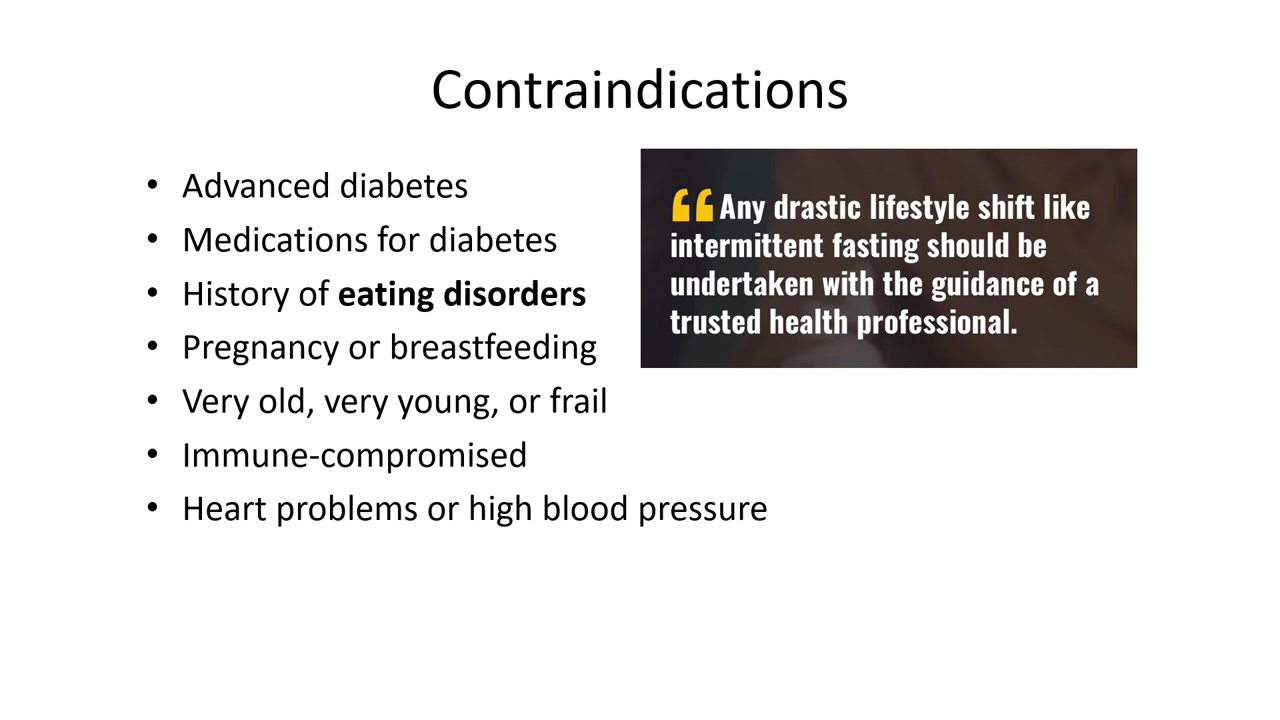 Contraindications
• Advanced diabetes
• Medications for diabetes
• History of eating disorders
• Pregnancy or breastfeeding
• Very old, very young, or frail
• Immune-compromised
• Heart problems or high blood pressure
“Any drastic lifestyle shift like
intermittent fasting should be
undertaken with the guidance of a
trusted health professional.